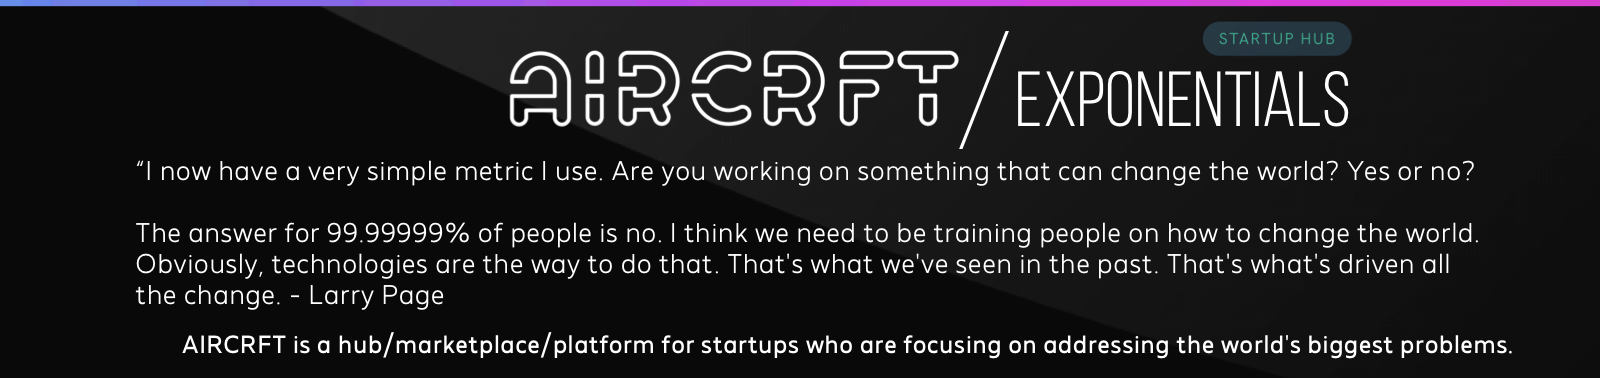 STARTUP HUB
AIRCRFT/EXPONENTIALS
“I now have a very simple metric I use. Are you working on something that can change the world? Yes or no?
The answer for 99.99999% of people is no. I think we need to be training people on how to change the world.
Obviously, technologies are the way to do that. That's what we've seen in the past. That's what's driven all
the change. - Larry Page
AIRCRFT is a hub/marketplace/platform for startups who are focusing on addressing the world's biggest problems.